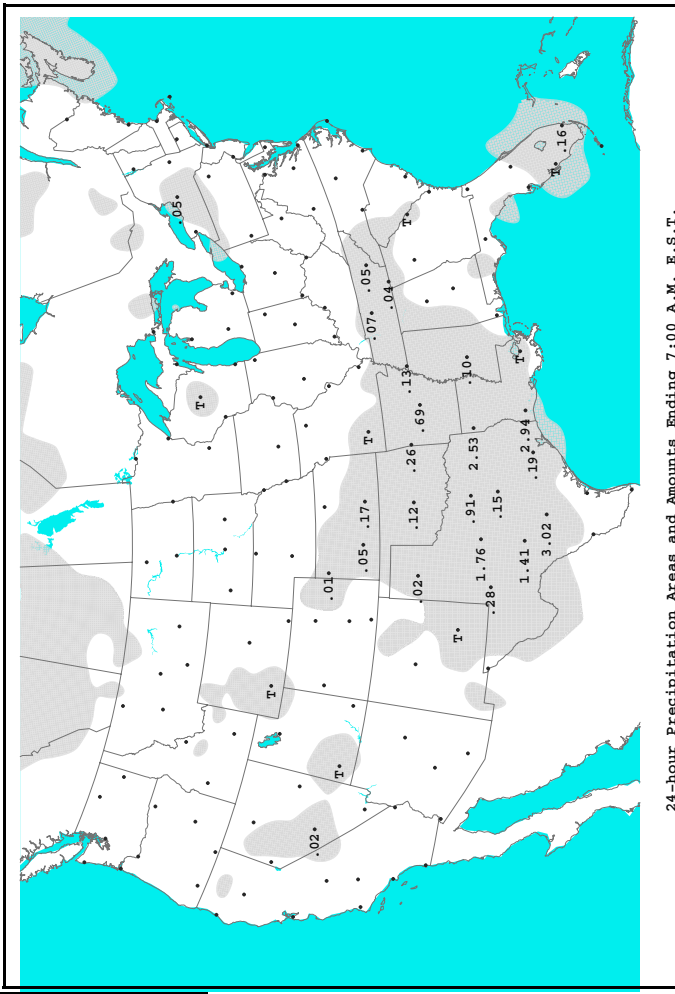 .05
T
T
.02
.01
T
.05
.17
T
.07
.05
.04
.02
.12
.26
.69
.13
T
T
.28
1.76
.91
2.53
.10
.15
1.41
3.02
.19
2.94
T
T
.16
24-hour Precipitation Areas and Amounts Ending 7:00 A.M. E.S.T.